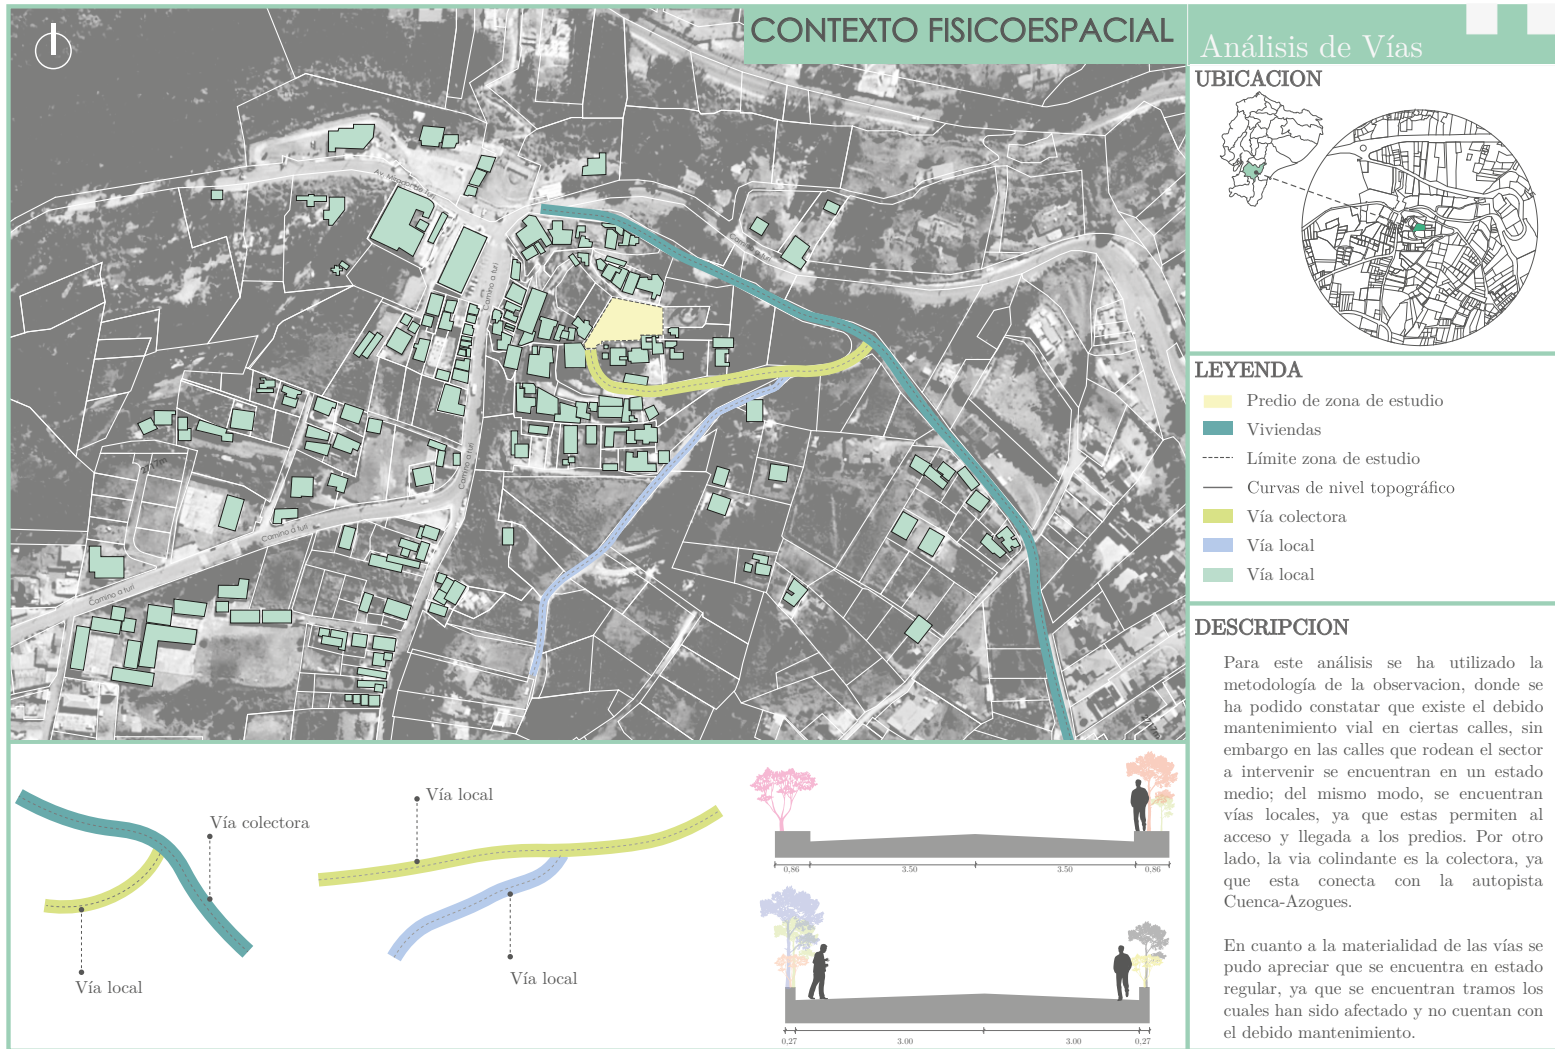 CONTEXTO FISICOESPACIAL
Análisis de Vías
UBICACION
LEYENDA
Predio de zona de estudio
Viviendas
Límite zona de estudio
Curvas de nivel topográfico
Vía colectora
Vía local
Vía local
DESCRIPCION
Para este análisis se ha utilizado la
metodología de la observacion, donde se
ha podido constatar que existe el debido
mantenimiento vial en ciertas calles, sin
embargo en las calles que rodean el sector
a intervenir se encuentran en un estado
medio; del mismo modo, se encuentran
vías locales, ya que estas permiten al
acceso y llegada a los predios. Por otro
lado, la via colindante es la colectora, ya
que esta conecta con la autopista
Cuenca-Azogues.
En cuanto a la materialidad de las vías se
pudo apreciar que se encuentra en estado
regular, ya que se encuentran tramos los
cuales han sido afectado y no cuentan con
el debido mantenimiento.
Camino a turi
Camino a turi
Camino a turi
Camino a turi
Vía colectora
Vía local
Vía local
Vía local
0,86
3.50
3.50
0,86
0,27
3.00
3.00
0,27